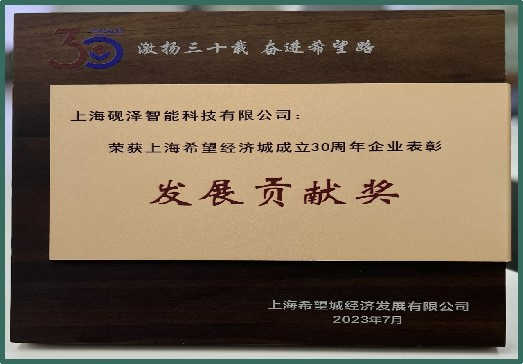 30 激扬三十载 奋进希望路
上海砚泽智能科技有限公司：
荣获上海希望经济城成立30周年企业表彰
发展贡献奖
上海希望城经济发展有限公司
2023年7月